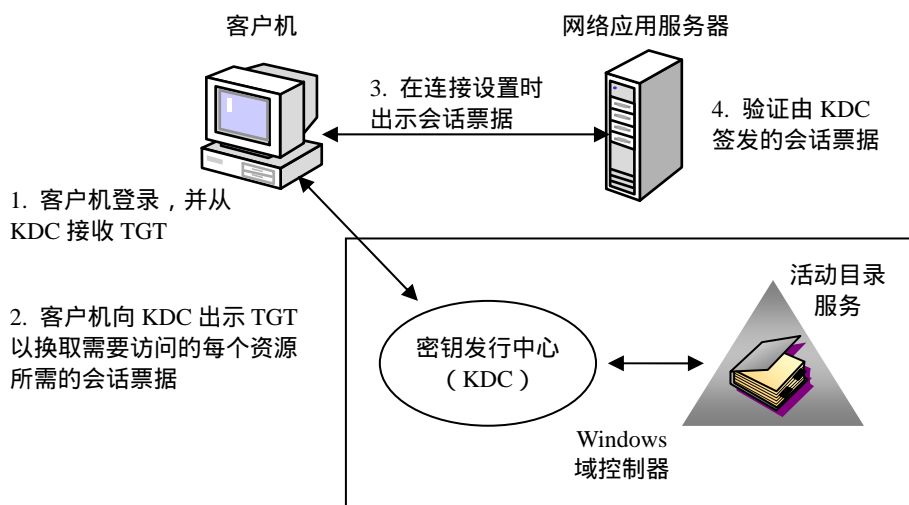 客户机
网络应用服务器
3. 在连接设置时
出示会话票据
4. 验证由 KDC
签发的会话票据
1. 客户机登录，并从
KDC 接收 TGT
2. 客户机向 KDC 出示 TGT
以换取需要访问的每个资源
所需的会话票据
密钥发行中心
（KDC）
活动目录
服务
Windows
域控制器